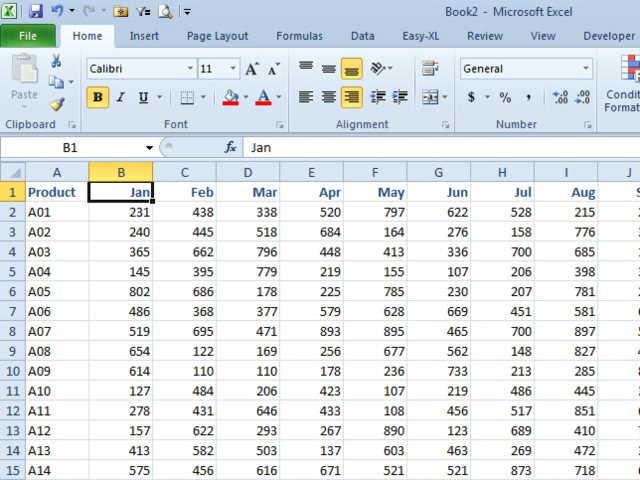 Book2 - Microsoft Excel
File Home Insert Page Layout Formulas Data Easy-XL Review View Developer
Paste Calibri 11 A A General
B I U A $ % , .00 .00
Clipboard Font Alignment Number
B1 fx Jan
A B C D E F G H I J
1 Product Jan Feb Mar Apr May Jun Jul Aug
2 A01 231 438 338 520 797 622 528 215
3 A02 240 445 518 684 164 276 158 776
4 A03 365 662 796 448 413 336 700 685
5 A04 145 395 779 219 155 107 206 398
6 A05 802 686 178 225 785 230 207 781
7 A06 486 368 377 579 628 669 451 581
8 A07 519 695 471 893 895 465 700 897
9 A08 654 122 169 256 677 562 148 827
10 A09 614 110 110 178 236 733 213 285
11 A10 127 484 206 423 107 219 486 445
12 A11 278 431 646 433 108 456 517 851
13 A12 157 622 293 267 890 123 689 410
14 A13 413 582 503 137 603 463 269 472
15 A14 575 456 616 671 521 521 873 718